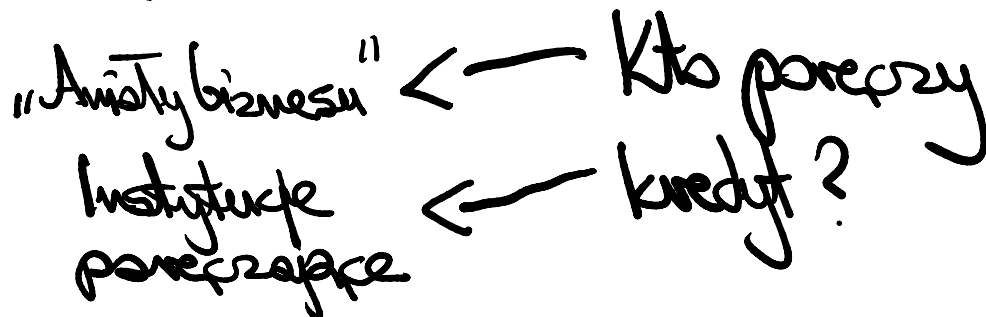 „Anioły biznesu”
Instytucje
poręczające
Kto poręczy
kredyt?